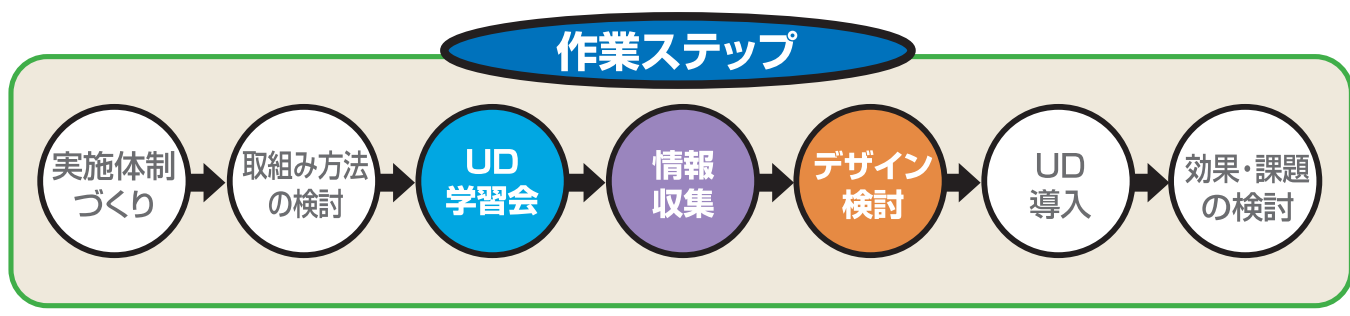 作業ステップ
実施体制
づくり
取組み方法
の検討
UD
学習会
情報
収集
デザイン
検討
UD
導入
効果・課題
の検討